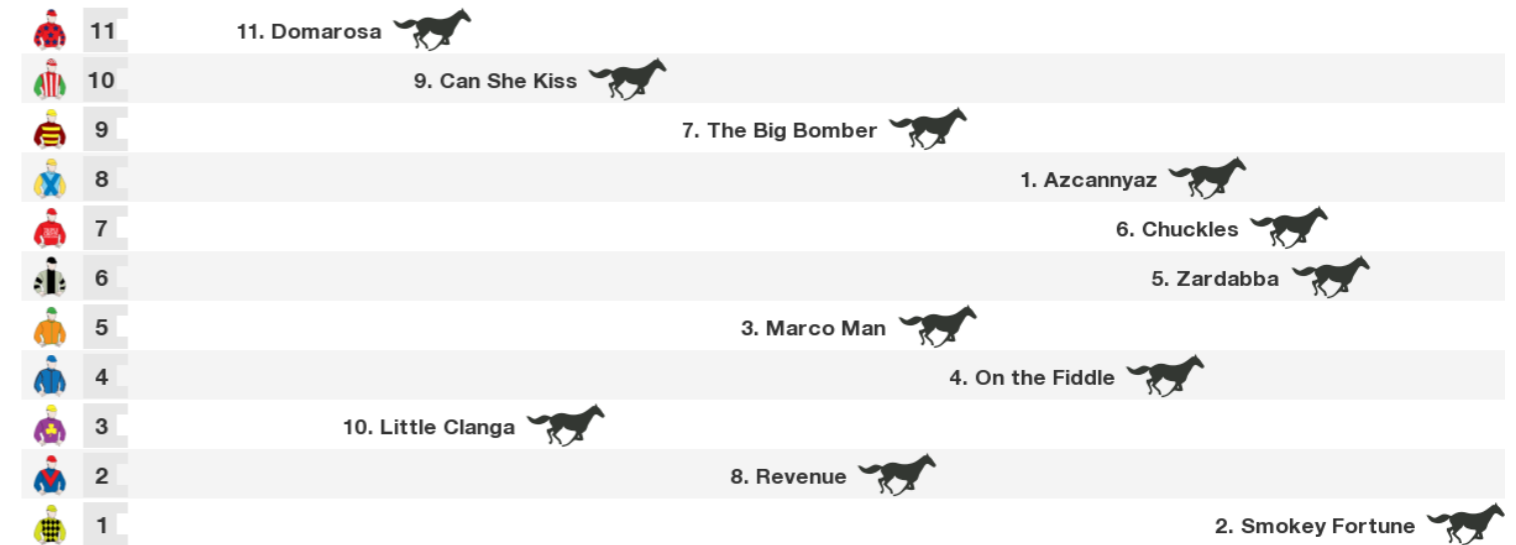 11 11. Domarosa
10 9. Can She Kiss
9 7. The Big Bomber
8 1. Azcannyaz
7 6. Chuckles
6 5. Zardabba
5 3. Marco Man
4 4. On the Fiddle
3 10. Little Clanga
2 8. Revenue
1 2. Smokey Fortune